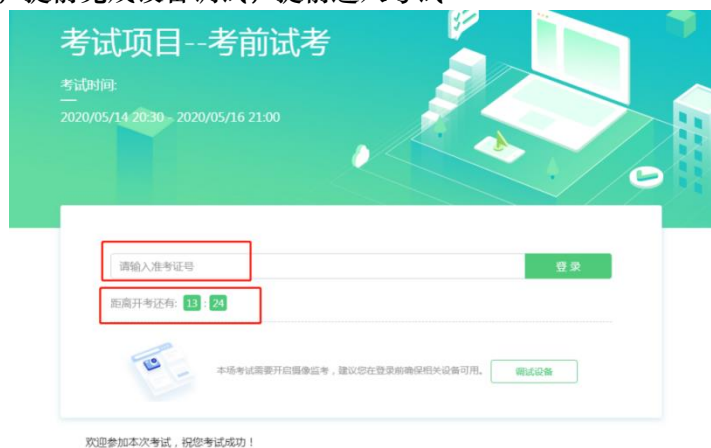 考试项目--考前试考
考试时间:
2020/05/14 20:30 - 2020/05/16 21:00
请输入准考证号
登录
距离开考还有: 13 : 24
本场考试需要开启摄像监考，建议您在登录前确保相关设备可用。
调试设备
欢迎参加本次考试，祝您考试成功！